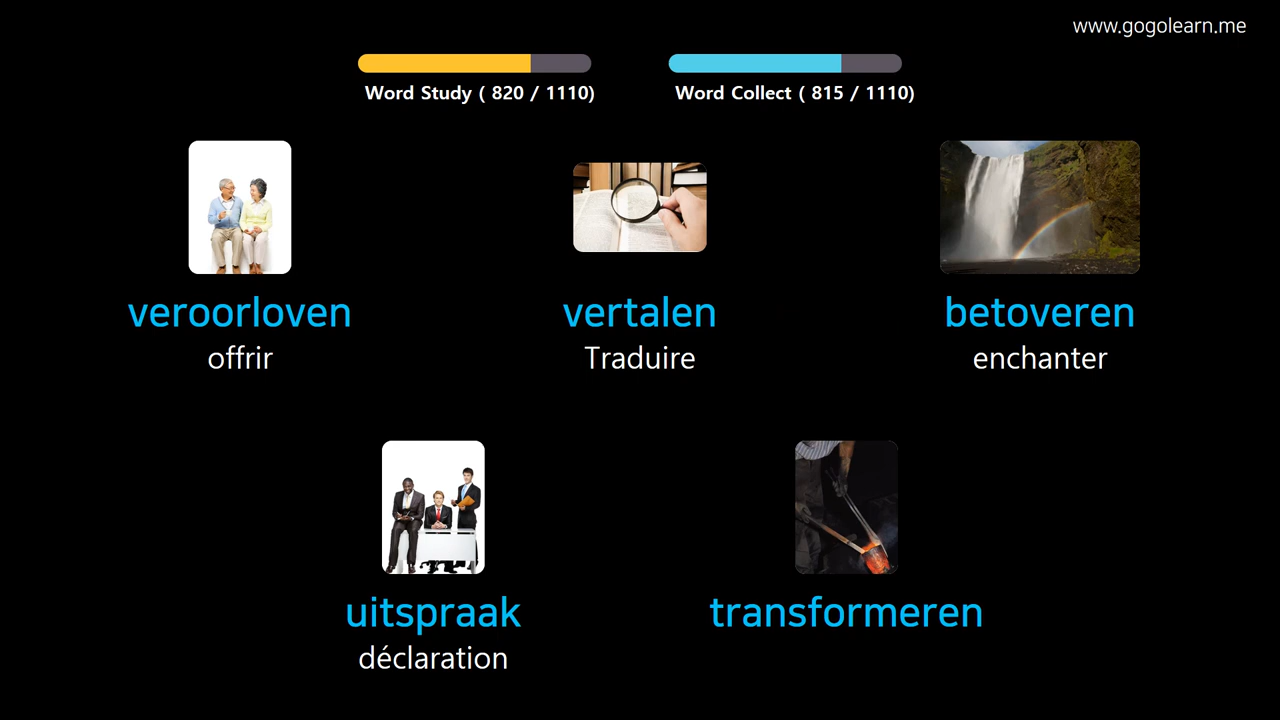 www.gogolearn.me
Word Study ( 820 / 1110)
Word Collect ( 815 / 1110)
veroorloven
offrir
vertalen
Traduire
betoveren
enchanter
uitspraak
déclaration
transformeren